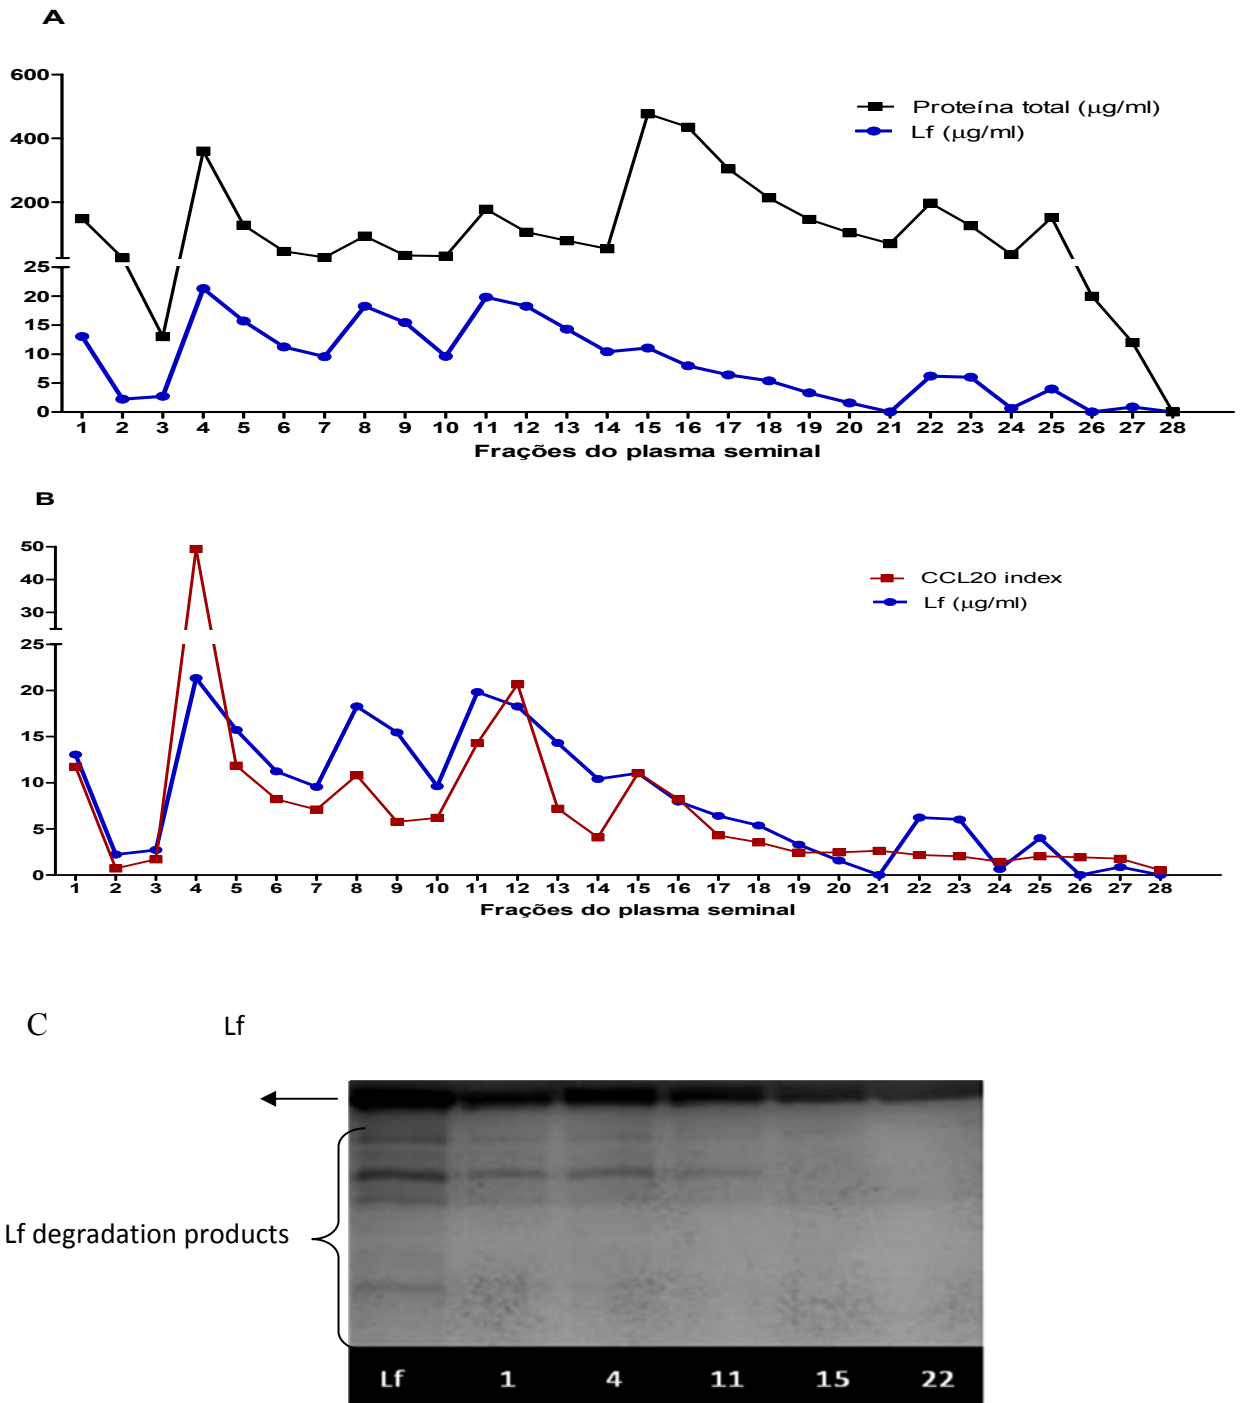 A
600
400
200
25
20
15
10
5
0
Proteína total (µg/ml)
Lf (µg/ml)
1 2 3 4 5 6 7 8 9 10 11 12 13 14 15 16 17 18 19 20 21 22 23 24 25 26 27 28
Frações do plasma seminal
B
50
40
30
25
20
15
10
5
0
CCL20 index
Lf (µg/ml)
1 2 3 4 5 6 7 8 9 10 11 12 13 14 15 16 17 18 19 20 21 22 23 24 25 26 27 28
Frações do plasma seminal
C Lf
Lf degradation products
Lf 1 4 11 15 22